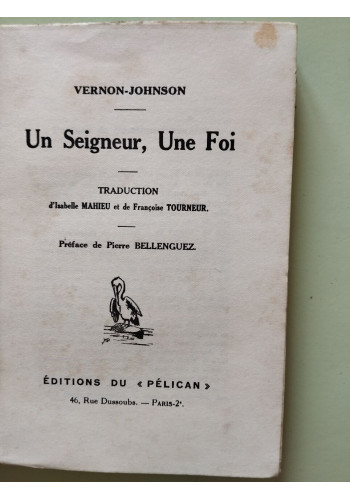 VERNON-JOHNSON
Un Seigneur, Une Foi
TRADUCTION
d'Isabelle MAHIEU et de Françoise TOURNEUR.
Préface de Pierre BELLENGUEZ.
ÉDITIONS DU « PÉLICAN »
46, Rue Dussoubs. — PARIS-2e.